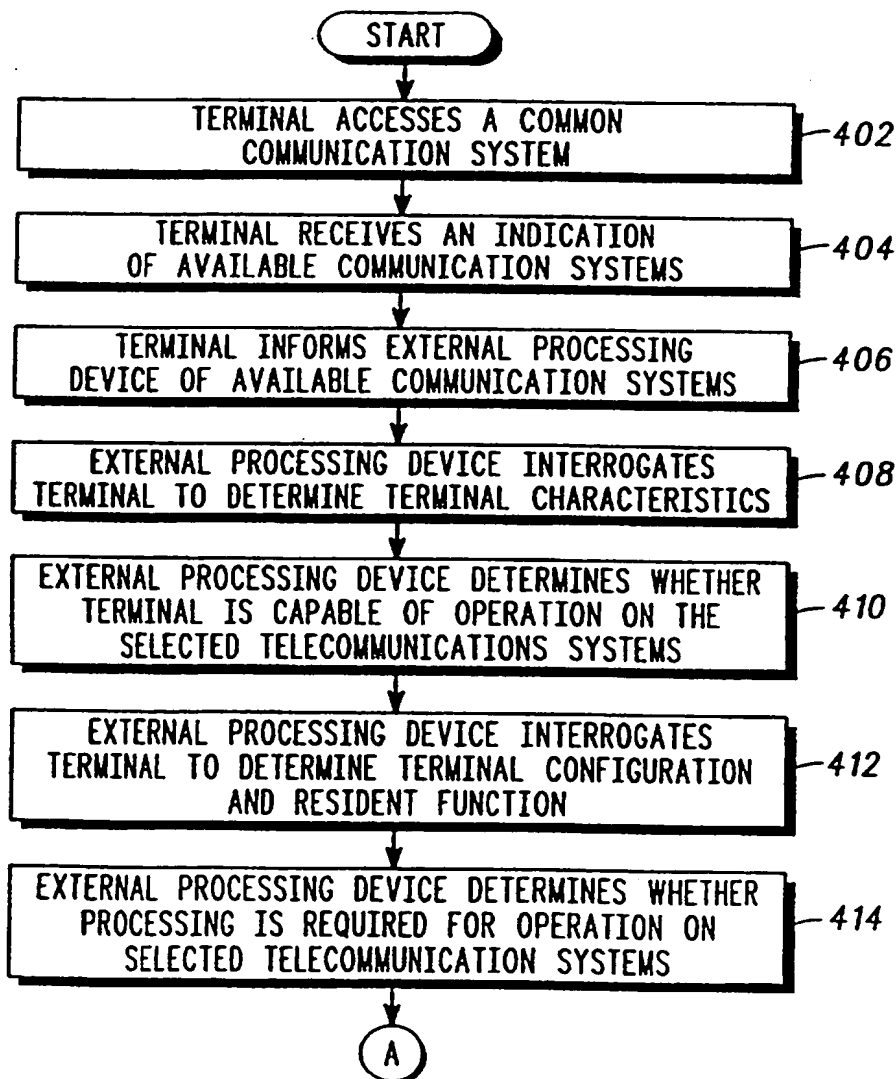 START
TERMINAL ACCESSES A COMMON
COMMUNICATION SYSTEM
402
TERMINAL RECEIVES AN INDICATION
OF AVAILABLE COMMUNICATION SYSTEMS
404
TERMINAL INFORMS EXTERNAL PROCESSING
DEVICE OF AVAILABLE COMMUNICATION SYSTEMS
406
EXTERNAL PROCESSING DEVICE INTERROGATES
TERMINAL TO DETERMINE TERMINAL CHARACTERISTICS
408
EXTERNAL PROCESSING DEVICE DETERMINES WHETHER
TERMINAL IS CAPABLE OF OPERATION ON THE
SELECTED TELECOMMUNICATIONS SYSTEMS
410
EXTERNAL PROCESSING DEVICE INTERROGATES
TERMINAL TO DETERMINE TERMINAL CONFIGURATION
AND RESIDENT FUNCTION
412
EXTERNAL PROCESSING DEVICE DETERMINES WHETHER
PROCESSING IS REQUIRED FOR OPERATION ON
SELECTED TELECOMMUNICATION SYSTEMS
414
A